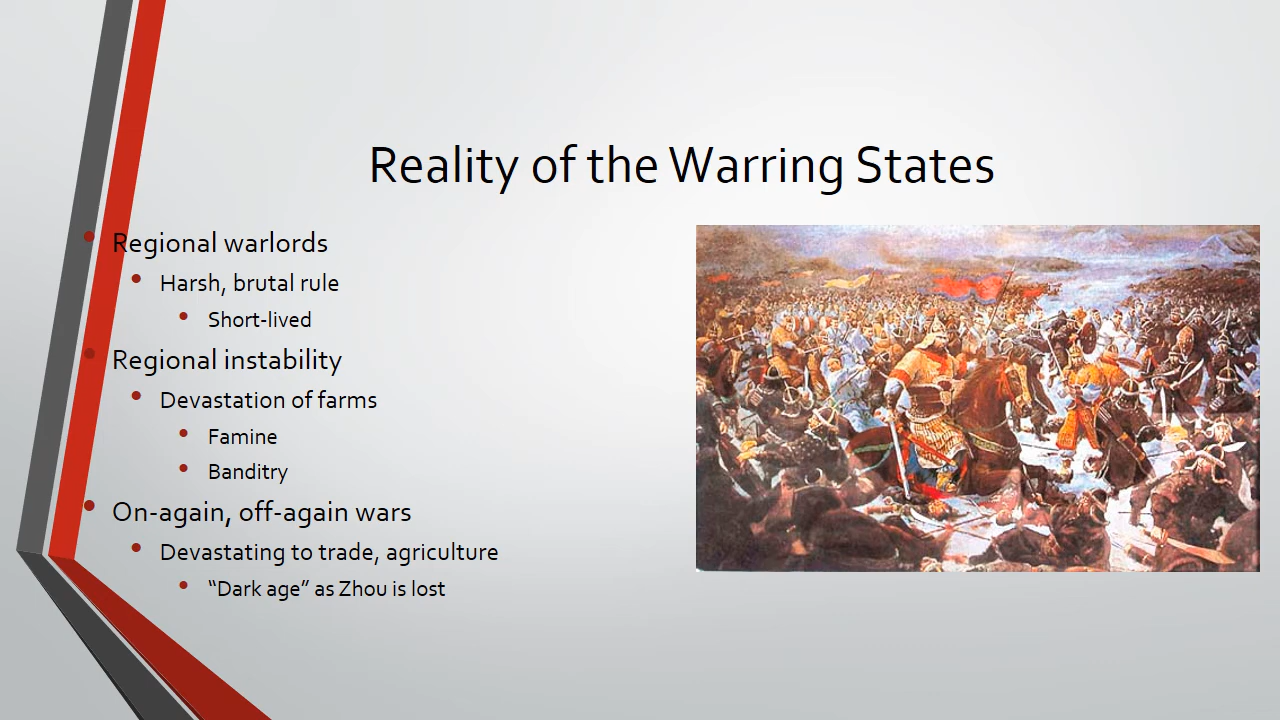 Reality of the Warring States
Regional warlords
Harsh, brutal rule
Short-lived
Regional instability
Devastation of farms
Famine
Banditry
On-again, off-again wars
Devastating to trade, agriculture
“Dark age” as Zhou is lost